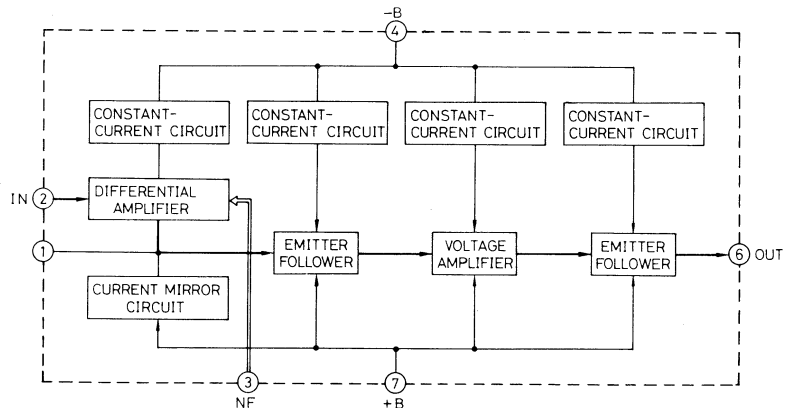 -B
4
CONSTANT-
CURRENT CIRCUIT
CONSTANT-
CURRENT CIRCUIT
CONSTANT-
CURRENT CIRCUIT
CONSTANT-
CURRENT CIRCUIT
IN 2
DIFFERENTIAL
AMPLIFIER
1
EMITTER
FOLLOWER
VOLTAGE
AMPLIFIER
EMITTER
FOLLOWER
6 OUT
CURRENT MIRROR
CIRCUIT
3
NF
7
+B